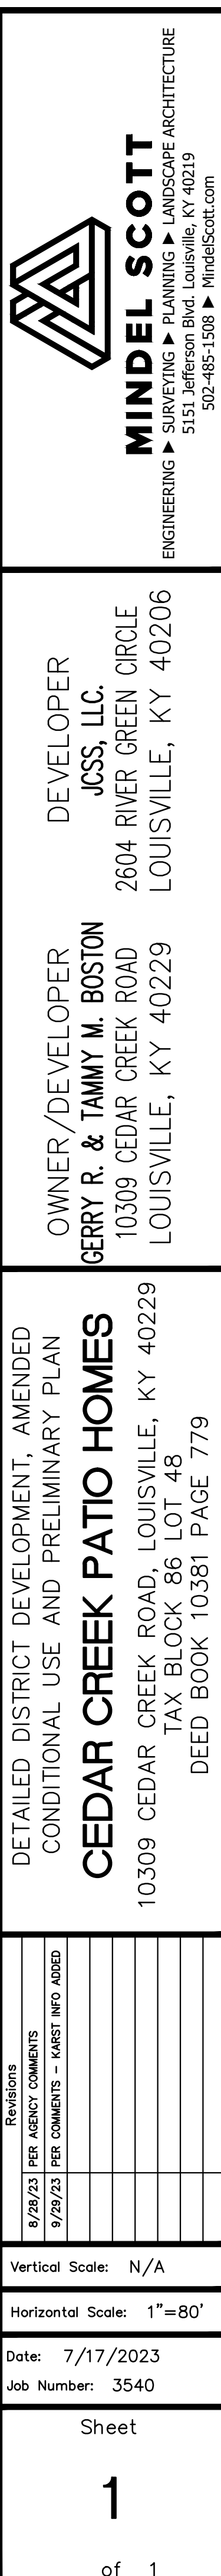 MINDEL SCOTT
ENGINEERING ▶ SURVEYING ▶ PLANNING ▶ LANDSCAPE ARCHITECTURE
5151 Jefferson Blvd. Louisville, KY 40219
502-485-1508 ▶ MindelScott.com
OWNER/DEVELOPER
GERRY R. & TAMMY M. BOSTON
10309 CEDAR CREEK ROAD
LOUISVILLE, KY 40229
DEVELOPER
JCSS, LLC.
2604 RIVER GREEN CIRCLE
LOUISVILLE, KY 40206
DETAILED DISTRICT DEVELOPMENT, AMENDED
CONDITIONAL USE AND PRELIMINARY PLAN
CEDAR CREEK PATIO HOMES
10309 CEDAR CREEK ROAD, LOUISVILLE, KY 40229
TAX BLOCK 86 LOT 48
DEED BOOK 10381 PAGE 779
Revisions
8/28/23 PER AGENCY COMMENTS
9/29/23 PER COMMENTS - KARST INFO ADDED
Vertical Scale: N/A
Horizontal Scale: 1"=80'
Date: 7/17/2023
Job Number: 3540
Sheet
1
of 1